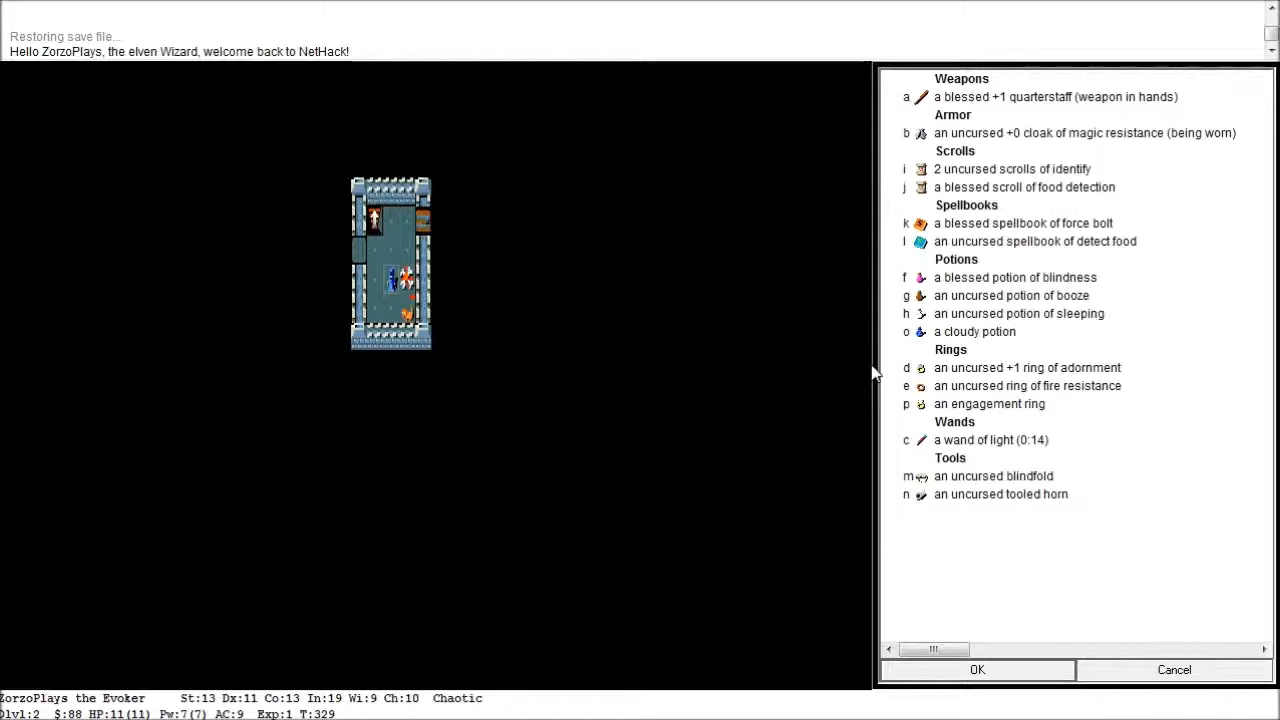 Restoring save file...
Hello ZorzoPlays, the elven Wizard, welcome back to NetHack!
Weapons
a a blessed +1 quarterstaff (weapon in hands)
Armor
b an uncursed +0 cloak of magic resistance (being worn)
Scrolls
i 2 uncursed scrolls of identify
j a blessed scroll of food detection
Spellbooks
k a blessed spellbook of force bolt
l an uncursed spellbook of detect food
Potions
f a blessed potion of blindness
g an uncursed potion of booze
h an uncursed potion of sleeping
o a cloudy potion
Rings
d an uncursed +1 ring of adornment
e an uncursed ring of fire resistance
p an engagement ring
Wands
c a wand of light (0:14)
Tools
m an uncursed blindfold
n an uncursed tooled horn
OK Cancel
ZorzoPlays the Evoker St:13 Dx:11 Co:13 In:19 Wi:9 Ch:10 Chaotic
Dlvl:2 $:88 HP:11(11) Pw:7(7) AC:9 Exp:1 T:329